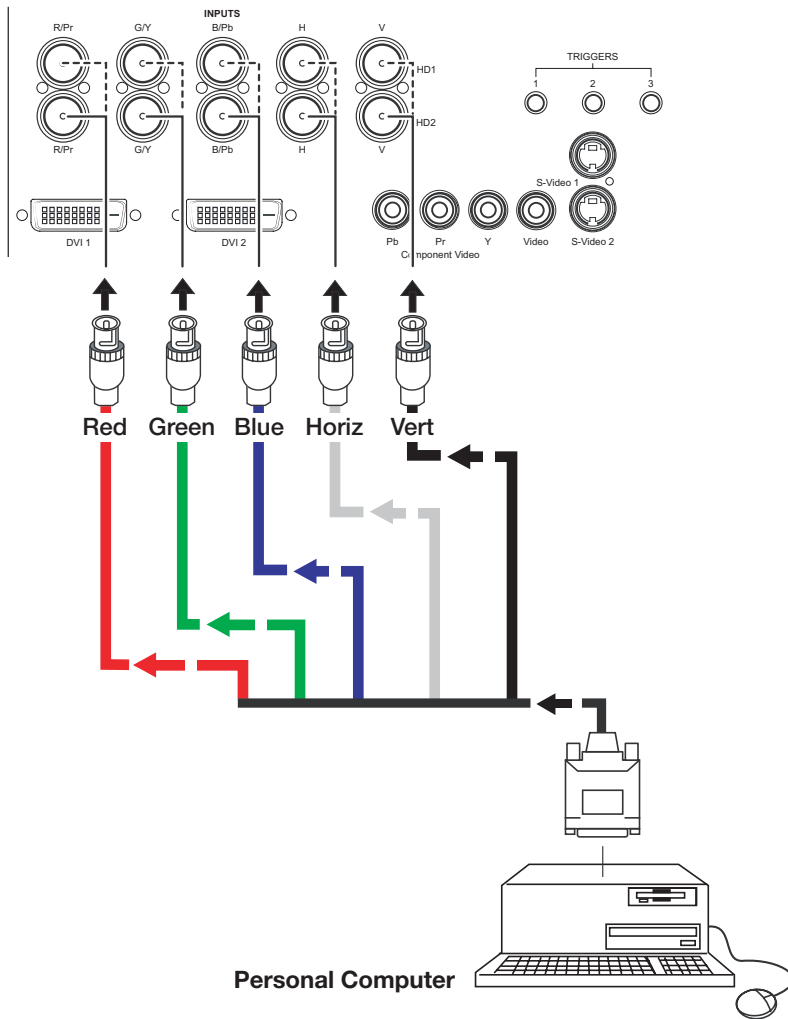 INPUTS
R/Pr G/Y B/Pb H V
HD1
HD2
R/Pr G/Y B/Pb H V
TRIGGERS
1 2 3
S-Video 1
DVI 1 DVI 2
Pb Pr Y Video S-Video 2
Component Video
Red Green Blue Horiz Vert
Personal Computer